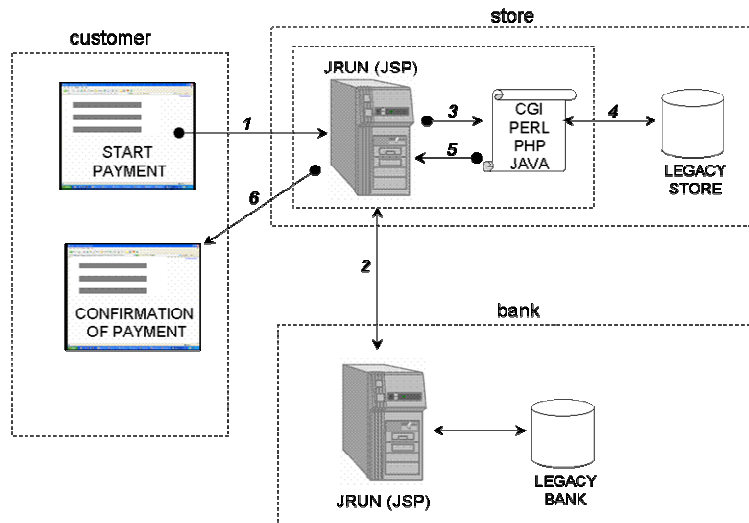 customer
store
JRUN (JSP)
START
PAYMENT
1
3
CGI
PERL
PHP
JAVA
4
5
LEGACY
STORE
6
CONFIRMATION
OF PAYMENT
2
bank
JRUN (JSP)
LEGACY
BANK